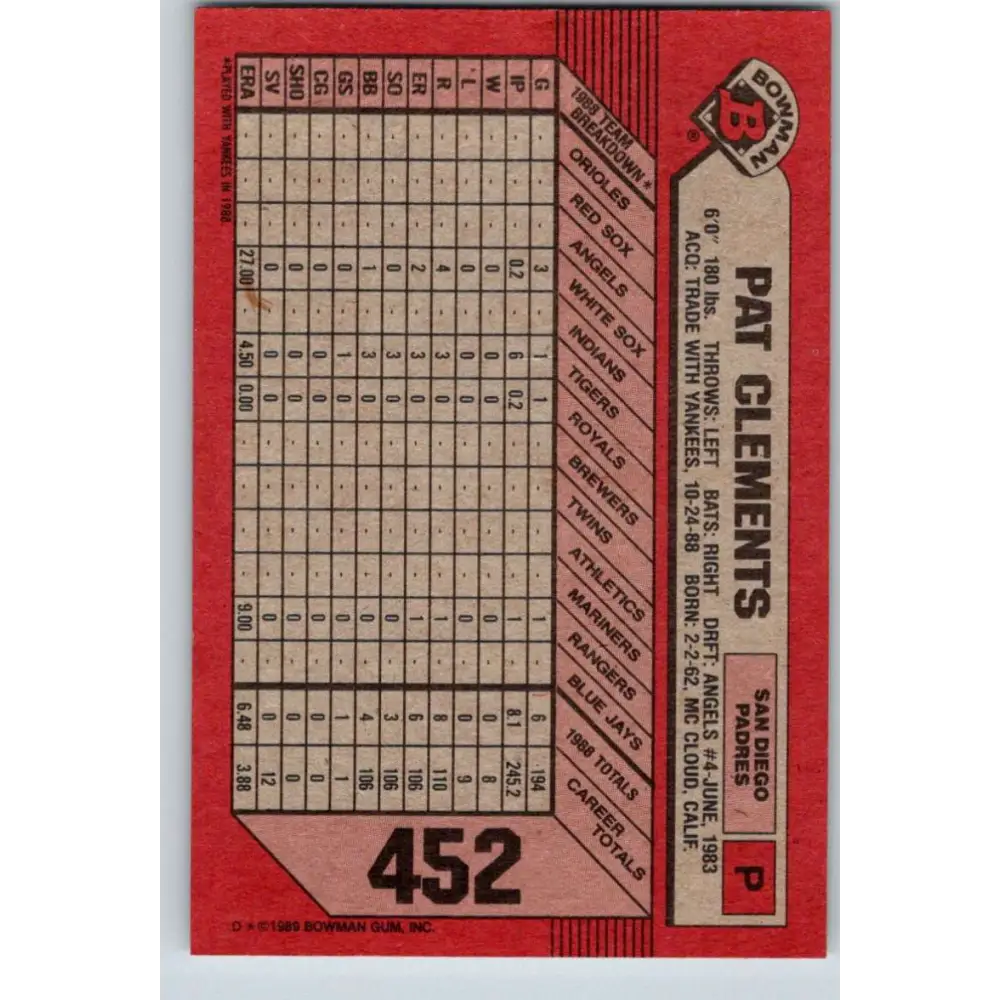 BOWMAN
B
®
PAT CLEMENTS
SAN DIEGO
PADRES
P
6'0" 180 lbs. THROWS: LEFT BATS: RIGHT DRFT: ANGELS #4-JUNE, 1983
ACQ: TRADE WITH YANKEES, 10-24-88 BORN: 2-2-62, MC CLOUD, CALIF.
1988 TEAM
BREAKDOWN*
ORIOLES
RED SOX
ANGELS
WHITE SOX
INDIANS
TIGERS
ROYALS
BREWERS
TWINS
ATHLETICS
MARINERS
RANGERS
BLUE JAYS
1988 TOTALS
CAREER
TOTALS
G - - - 3 - 1 1 - - - - 1 - 6 194
IP - - - 0.2 - 6 0.2 - - - - 1 - 8.1 245.2
W - - - 0 - 0 0 - - - - 0 - 0 8
L - - - 0 - 0 0 - - - - 0 - 0 9
R - - - 4 - 3 0 - - - - 1 - 8 110
ER - - - 2 - 3 0 - - - - 1 - 6 106
SO - - - 0 - 3 0 - - - - 0 - 3 106
BB - - - 1 - 3 0 - - - - 0 - 4 106
GS - - - 0 - 1 0 - - - - 0 - 1 1
CG - - - 0 - 0 0 - - - - 0 - 0 0
SHO - - - 0 - 0 0 - - - - 0 - 0 0
SV - - - 0 - 0 0 - - - - 0 - 0 12
ERA - - - 27.00 - 4.50 0.00 - - - - 9.00 - 6.48 3.88
*PLAYED WITH YANKEES IN 1988
452
D *©1989 BOWMAN GUM, INC.